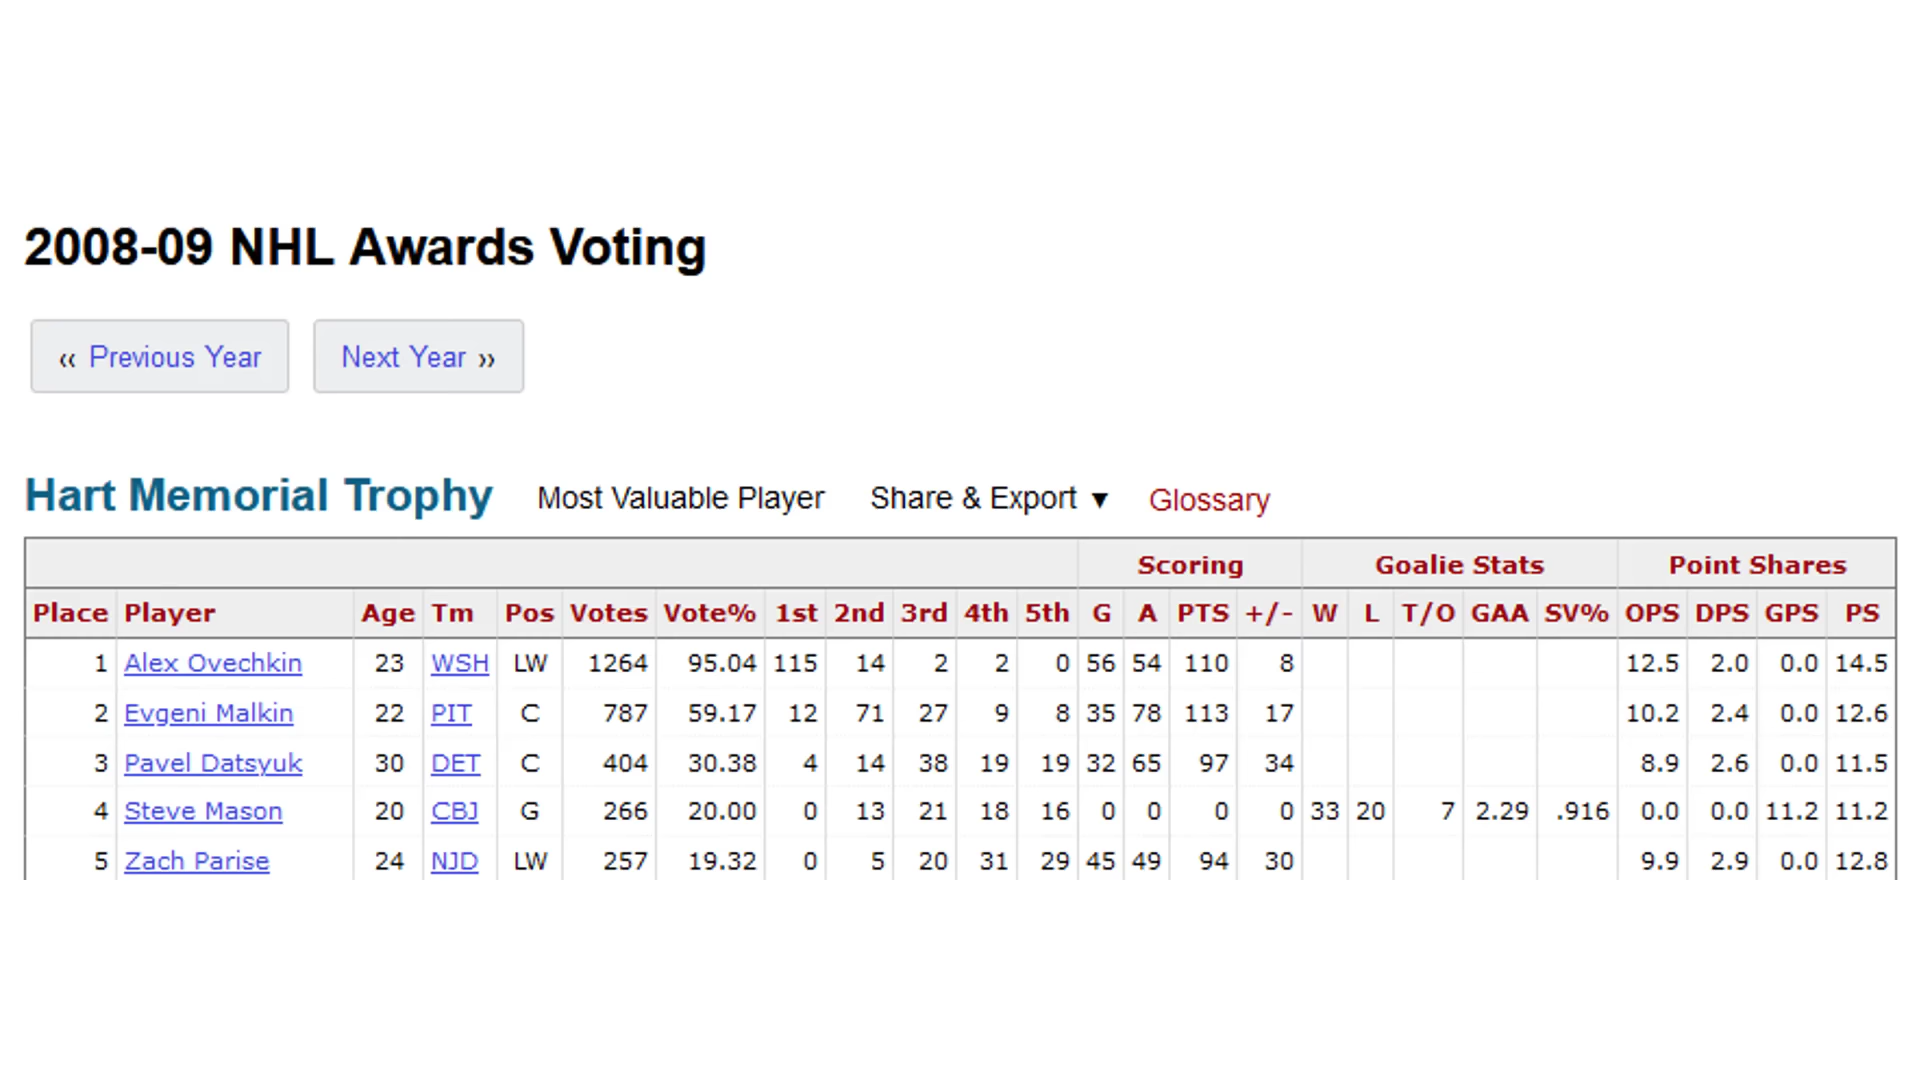 2008-09 NHL Awards Voting
‹‹ Previous Year Next Year ››
Hart Memorial Trophy Most Valuable Player Share & Export ▼ Glossary
Scoring Goalie Stats Point Shares
Place Player Age Tm Pos Votes Vote% 1st 2nd 3rd 4th 5th G A PTS +/- W L T/O GAA SV% OPS DPS GPS PS
1 Alex Ovechkin 23 WSH LW 1264 95.04 115 14 2 2 0 56 54 110 8 12.5 2.0 0.0 14.5
2 Evgeni Malkin 22 PIT C 787 59.17 12 71 27 9 8 35 78 113 17 10.2 2.4 0.0 12.6
3 Pavel Datsyuk 30 DET C 404 30.38 4 14 38 19 19 32 65 97 34 8.9 2.6 0.0 11.5
4 Steve Mason 20 CBJ G 266 20.00 0 13 21 18 16 0 0 0 0 33 20 7 2.29 .916 0.0 0.0 11.2 11.2
5 Zach Parise 24 NJD LW 257 19.32 0 5 20 31 29 45 49 94 30 9.9 2.9 0.0 12.8